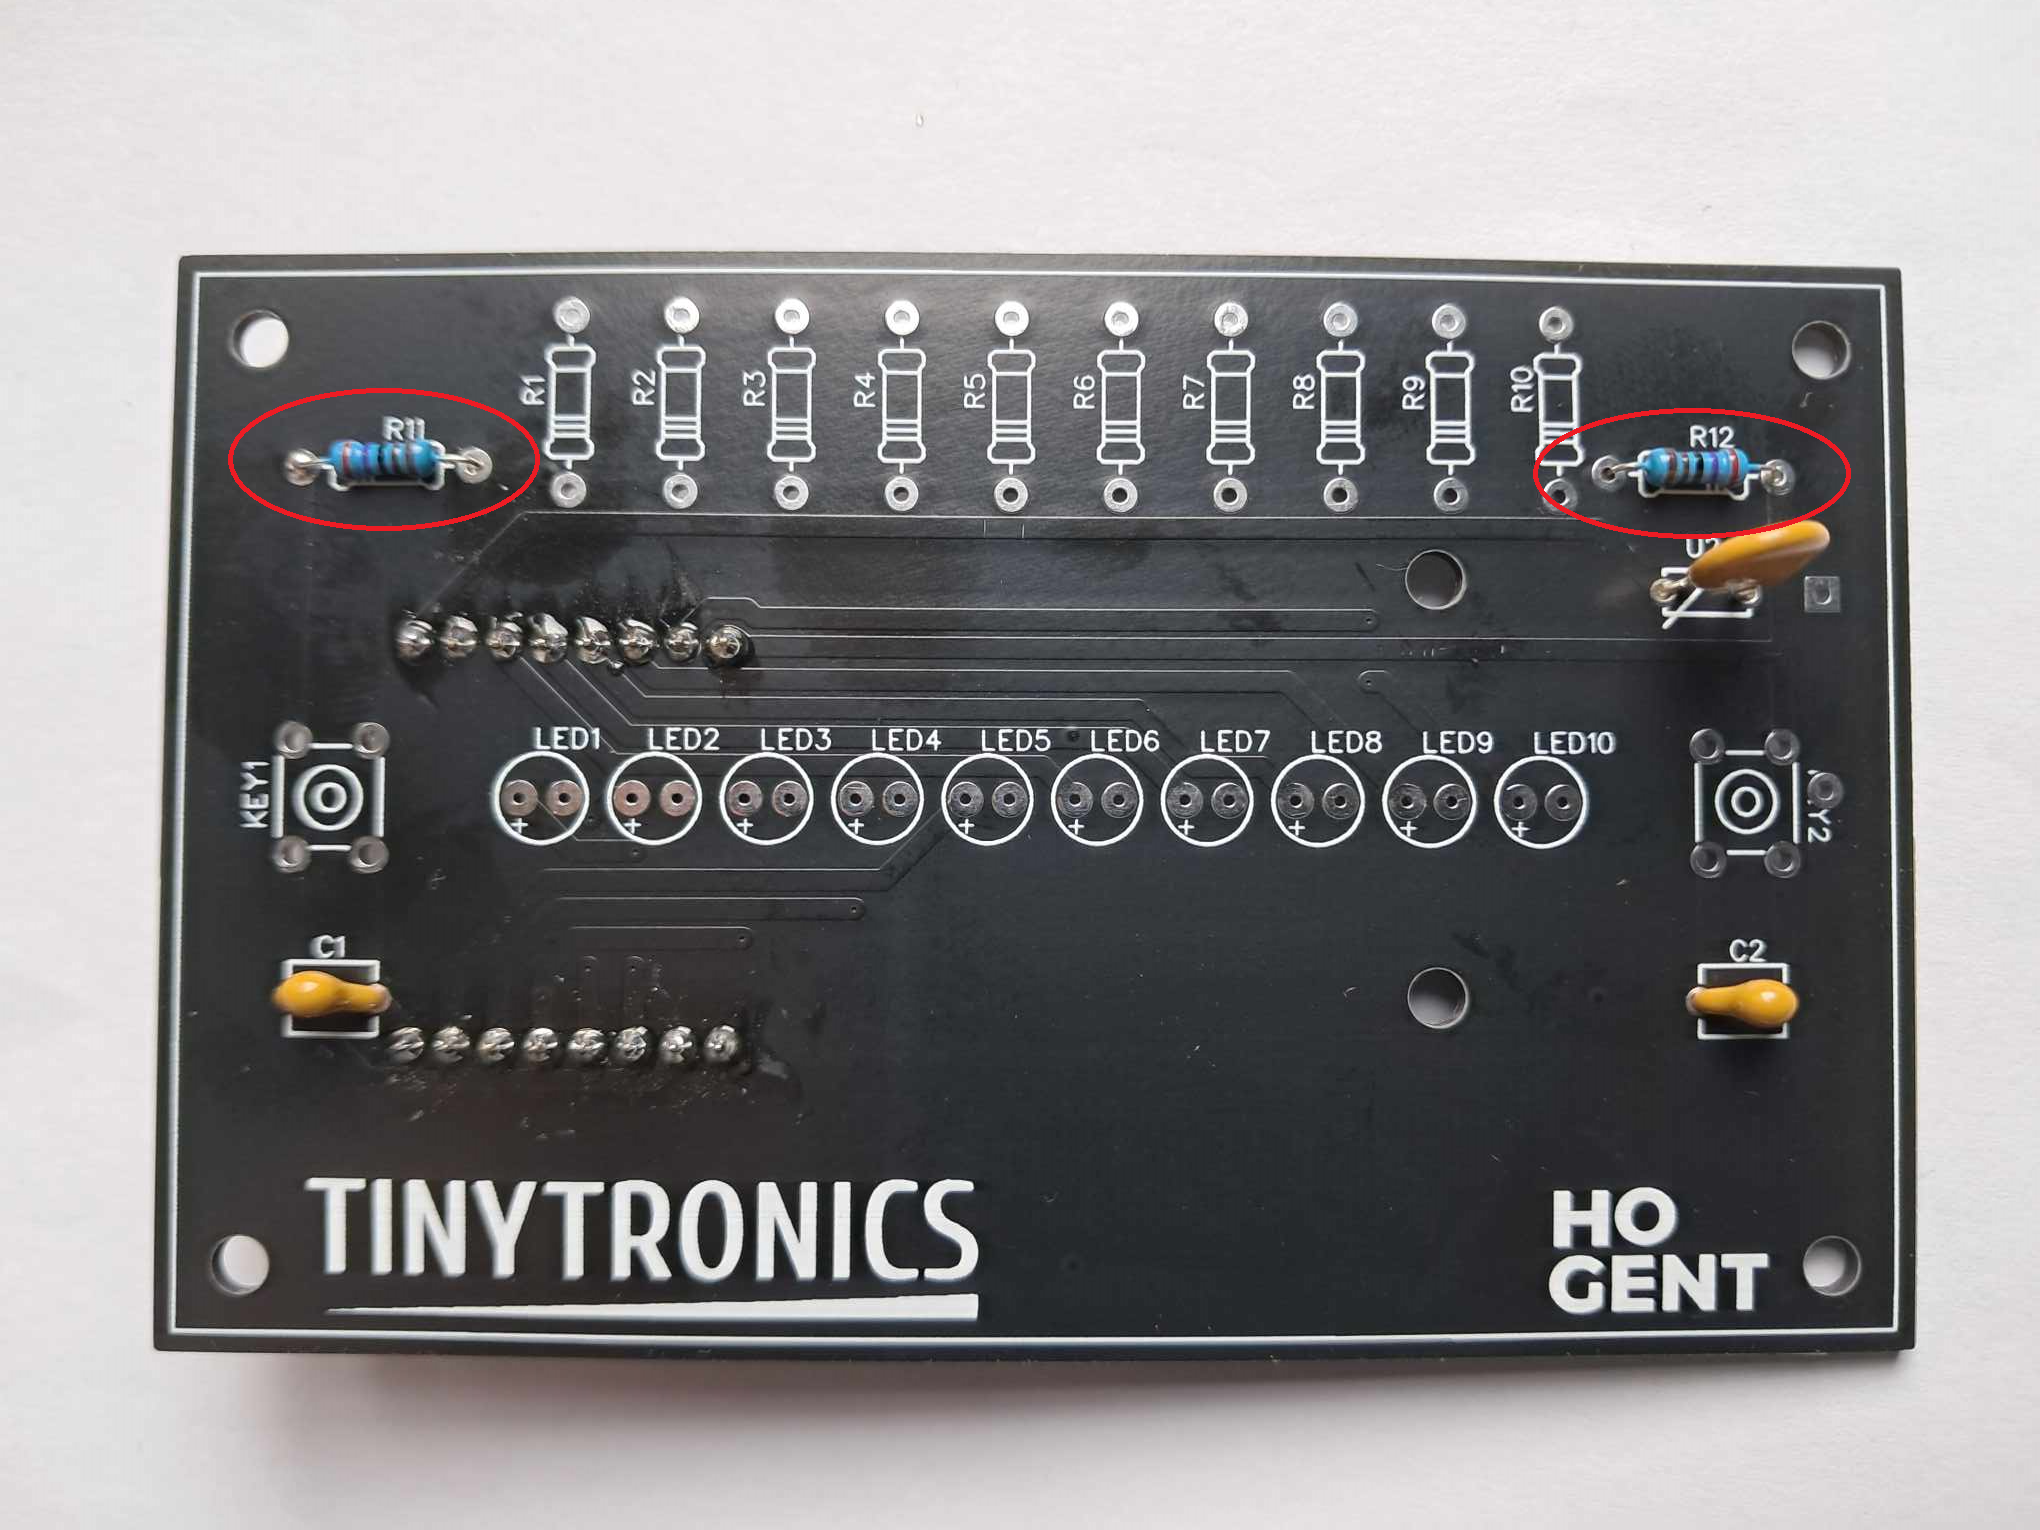 R1
R2
R3
R4
R5
R6
R7
R8
R9
R10
R11
R12
LED1
LED2
LED3
LED4
LED5
LED6
LED7
LED8
LED9
LED10
KEY1
C1
C2
TINYTRONICS
HO
GENT